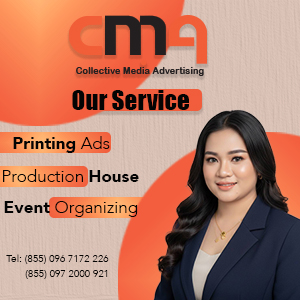 cma
Collective Media Advertising
Our Service
Printing Ads
Production House
Event Organizing
Tel: (855) 096 7172 226
(855) 097 2000 921